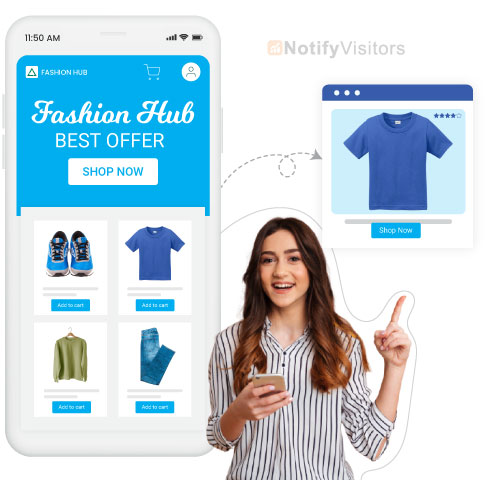 11:50 AM
NotifyVisitors
FASHION HUB
Fashion Hub
BEST OFFER
SHOP NOW
Shop Now
Add to cart
Add to cart
Add to cart
Add to cart